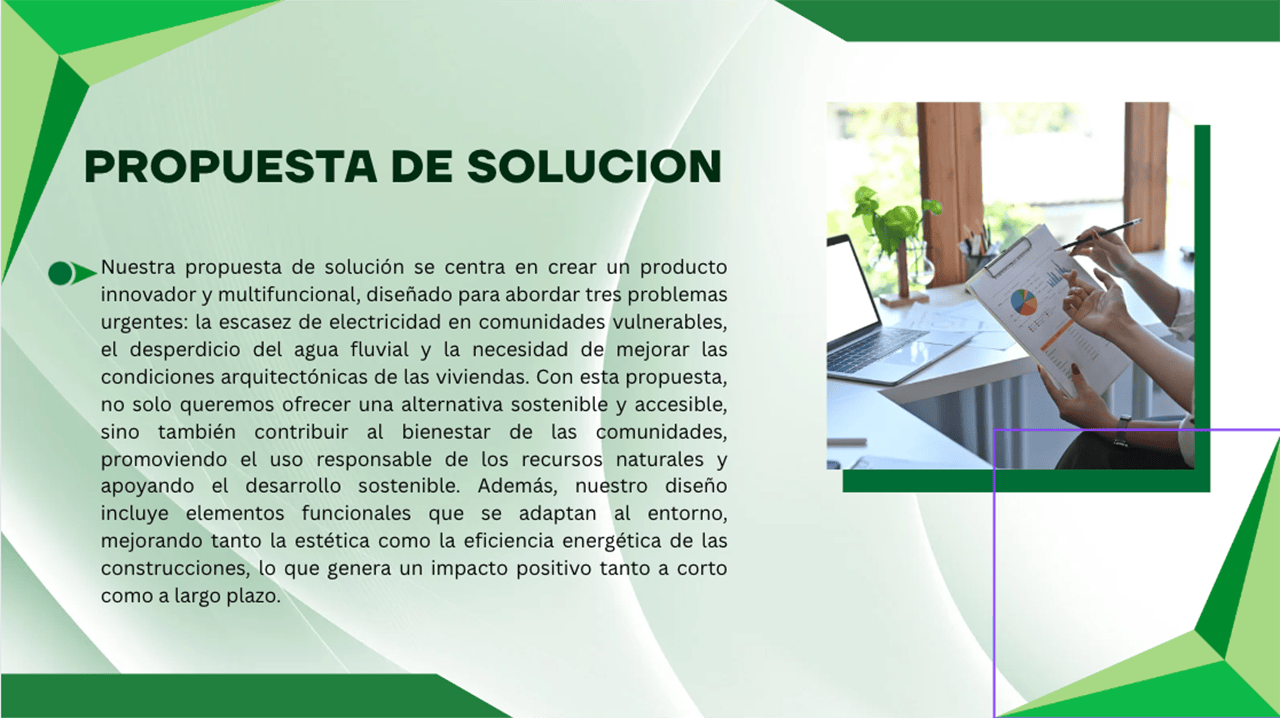 PROPUESTA DE SOLUCION
Nuestra propuesta de solución se centra en crear un producto
innovador y multifuncional, diseñado para abordar tres problemas
urgentes: la escasez de electricidad en comunidades vulnerables,
el desperdicio del agua fluvial y la necesidad de mejorar las
condiciones arquitectónicas de las viviendas. Con esta propuesta,
no solo queremos ofrecer una alternativa sostenible y accesible,
sino también contribuir al bienestar de las comunidades,
promoviendo el uso responsable de los recursos naturales y
apoyando el desarrollo sostenible. Además, nuestro diseño
incluye elementos funcionales que se adaptan al entorno,
mejorando tanto la estética como la eficiencia energética de las
construcciones, lo que genera un impacto positivo tanto a corto
como a largo plazo.